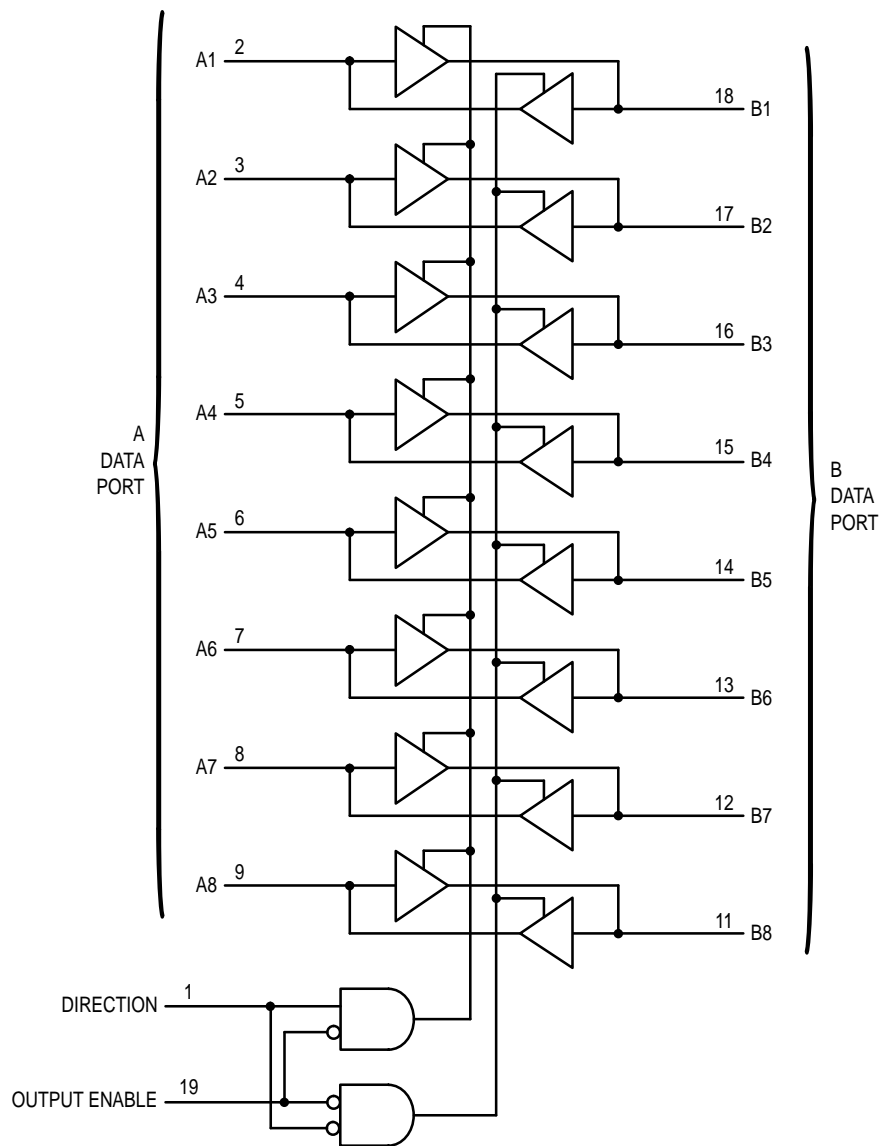 A1 2
18 B1
A2 3
17 B2
A3 4
16 B3
A4 5
15 B4
A
DATA
PORT
B
DATA
PORT
A5 6
14 B5
A6 7
13 B6
A7 8
12 B7
A8 9
11 B8
DIRECTION 1
OUTPUT ENABLE 19